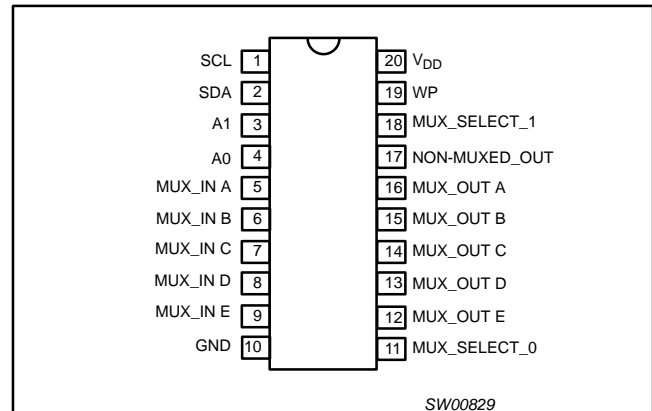 SCL 1 20 VDD
SDA 2 19 WP
A1 3 18 MUX_SELECT_1
A0 4 17 NON-MUXED_OUT
MUX_IN A 5 16 MUX_OUT A
MUX_IN B 6 15 MUX_OUT B
MUX_IN C 7 14 MUX_OUT C
MUX_IN D 8 13 MUX_OUT D
MUX_IN E 9 12 MUX_OUT E
GND 10 11 MUX_SELECT_0
SW00829